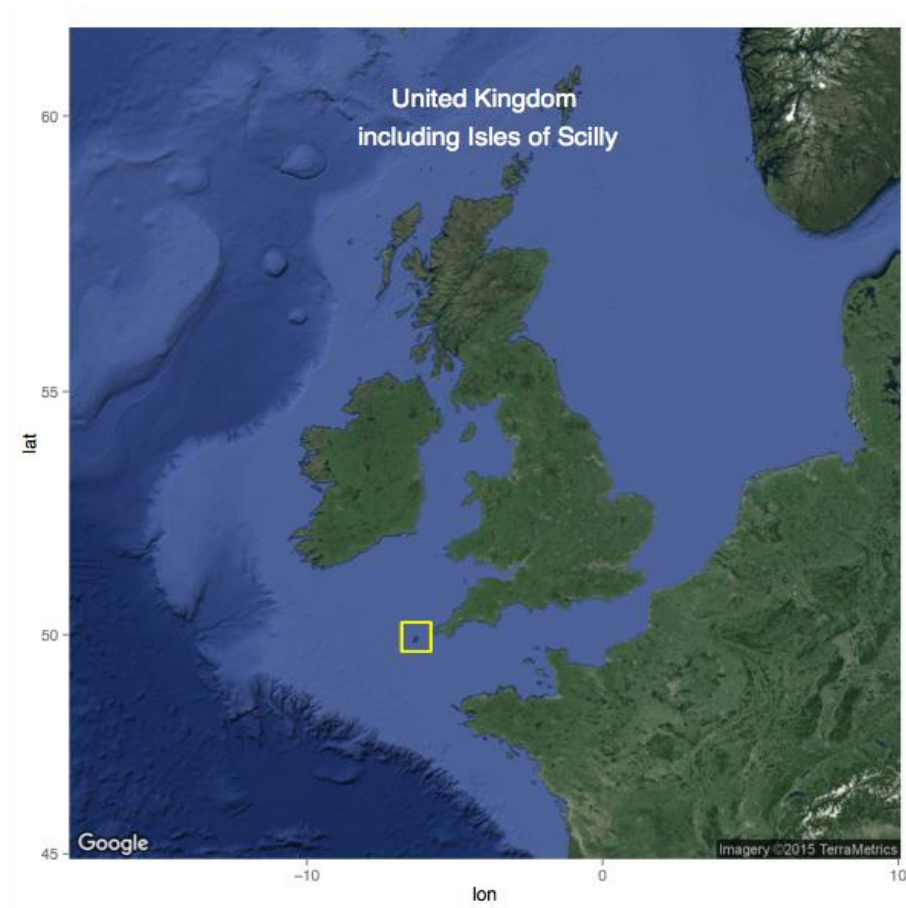 United Kingdom
including Isles of Scilly
60
55
lat
50
45
Google
Imagery ©2015 TerraMetrics
−10
0
10
lon